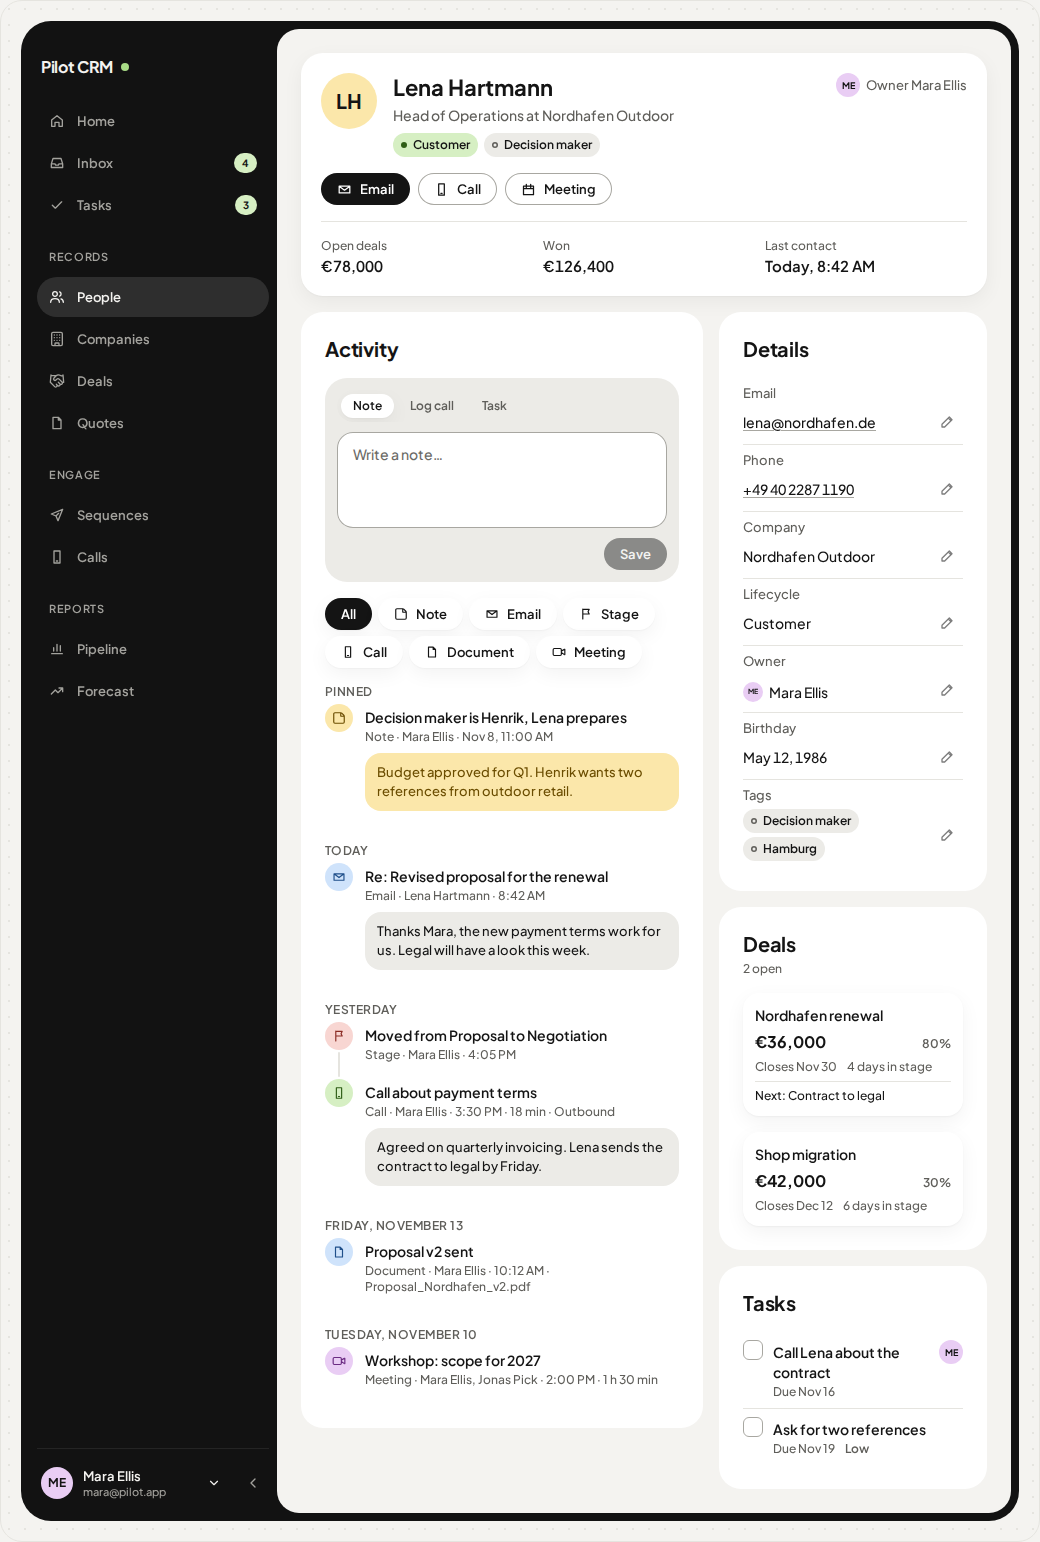 Pilot CRM
Home
Inbox
4
Tasks
3
RECORDS
People
Companies
Deals
Quotes
ENGAGE
Sequences
Calls
REPORTS
Pipeline
Forecast
ME
Mara Ellis
mara@pilot.app
LH
Lena Hartmann
Head of Operations at Nordhafen Outdoor
Customer
Decision maker
ME
Owner Mara Ellis
Email
Call
Meeting
Open deals
€78,000
Won
€126,400
Last contact
Today, 8:42 AM
Activity
Note
Log call
Task
Write a note…
Save
All
Note
Email
Stage
Call
Document
Meeting
PINNED
Decision maker is Henrik, Lena prepares
Note · Mara Ellis · Nov 8, 11:00 AM
Budget approved for Q1. Henrik wants two
references from outdoor retail.
TODAY
Re: Revised proposal for the renewal
Email · Lena Hartmann · 8:42 AM
Thanks Mara, the new payment terms work for
us. Legal will have a look this week.
YESTERDAY
Moved from Proposal to Negotiation
Stage · Mara Ellis · 4:05 PM
Call about payment terms
Call · Mara Ellis · 3:30 PM · 18 min · Outbound
Agreed on quarterly invoicing. Lena sends the
contract to legal by Friday.
FRIDAY, NOVEMBER 13
Proposal v2 sent
Document · Mara Ellis · 10:12 AM ·
Proposal_Nordhafen_v2.pdf
TUESDAY, NOVEMBER 10
Workshop: scope for 2027
Meeting · Mara Ellis, Jonas Pick · 2:00 PM · 1 h 30 min
Details
Email
lena@nordhafen.de
Phone
+49 40 2287 1190
Company
Nordhafen Outdoor
Lifecycle
Customer
Owner
ME
Mara Ellis
Birthday
May 12, 1986
Tags
Decision maker
Hamburg
Deals
2 open
Nordhafen renewal
€36,000
80%
Closes Nov 30
4 days in stage
Next: Contract to legal
Shop migration
€42,000
30%
Closes Dec 12
6 days in stage
Tasks
Call Lena about the
contract
ME
Due Nov 16
Ask for two references
Due Nov 19
Low